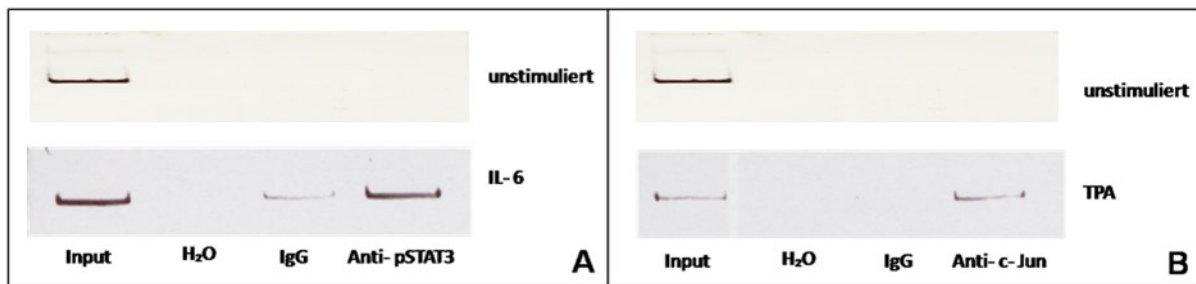 unstimuliert
IL-6
Input H₂O IgG Anti-pSTAT3 A
unstimuliert
TPA
Input H₂O IgG Anti-c-Jun B